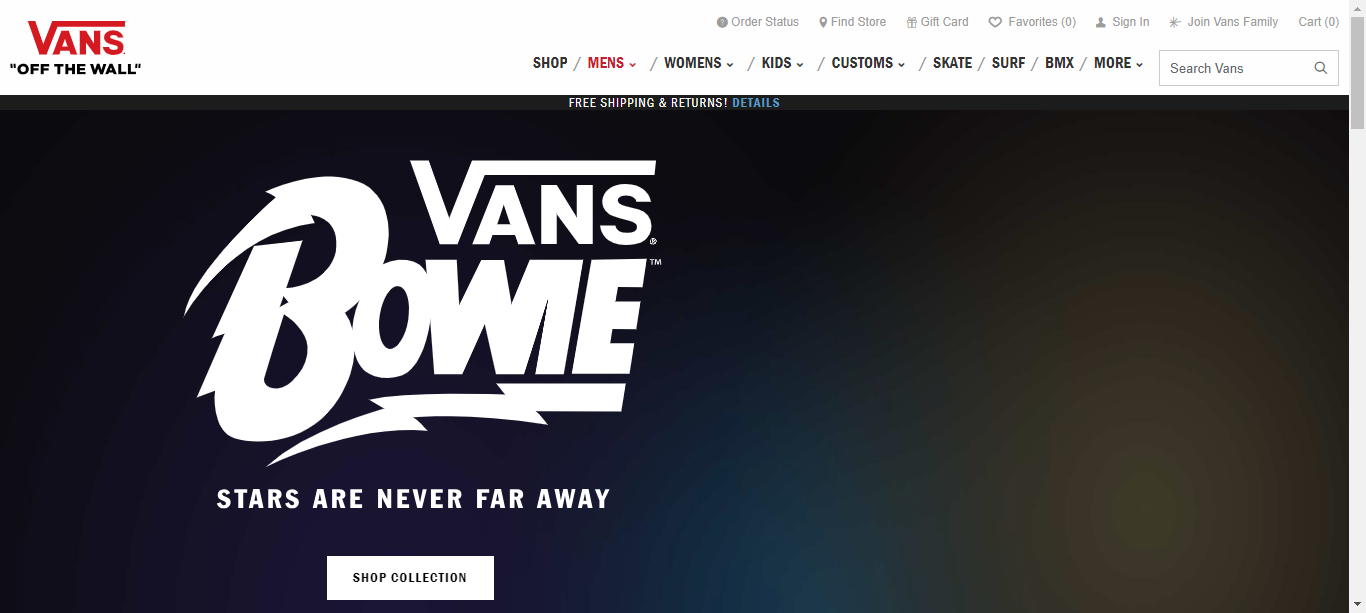 VANS
"OFF THE WALL"
Order Status Find Store Gift Card Favorites (0) Sign In Join Vans Family Cart (0)
SHOP / MENS / WOMENS / KIDS / CUSTOMS / SKATE / SURF / BMX / MORE
Search Vans
FREE SHIPPING & RETURNS! DETAILS
VANS®
BOWIE™
STARS ARE NEVER FAR AWAY
SHOP COLLECTION